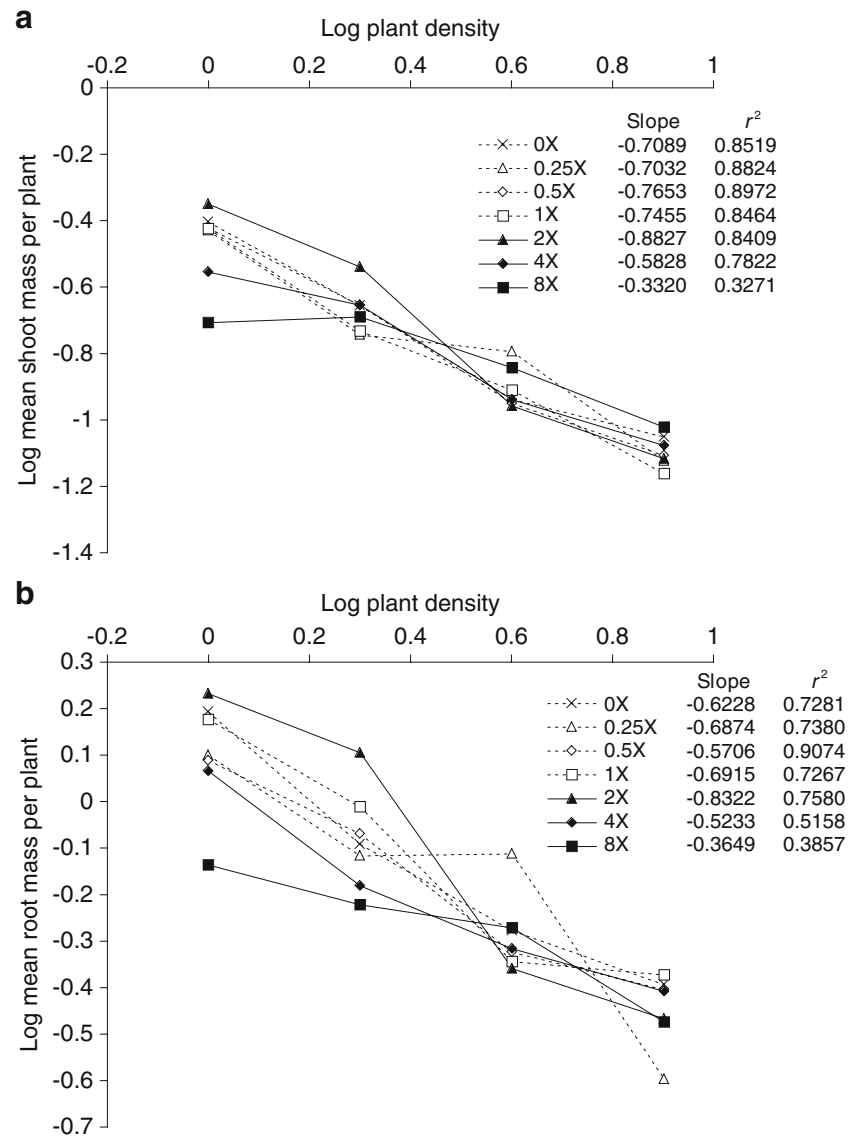 a
Log plant density
-0.2 0 0.2 0.4 0.6 0.8 1
0
-0.2
-0.4
-0.6
-0.8
-1
-1.2
-1.4
Log mean shoot mass per plant
Slope r²
0X -0.7089 0.8519
0.25X -0.7032 0.8824
0.5X -0.7653 0.8972
1X -0.7455 0.8464
2X -0.8827 0.8409
4X -0.5828 0.7822
8X -0.3320 0.3271
b
Log plant density
-0.2 0 0.2 0.4 0.6 0.8 1
0.3
0.2
0.1
0
-0.1
-0.2
-0.3
-0.4
-0.5
-0.6
-0.7
Log mean root mass per plant
Slope r²
0X -0.6228 0.7281
0.25X -0.6874 0.7380
0.5X -0.5706 0.9074
1X -0.6915 0.7267
2X -0.8322 0.7580
4X -0.5233 0.5158
8X -0.3649 0.3857